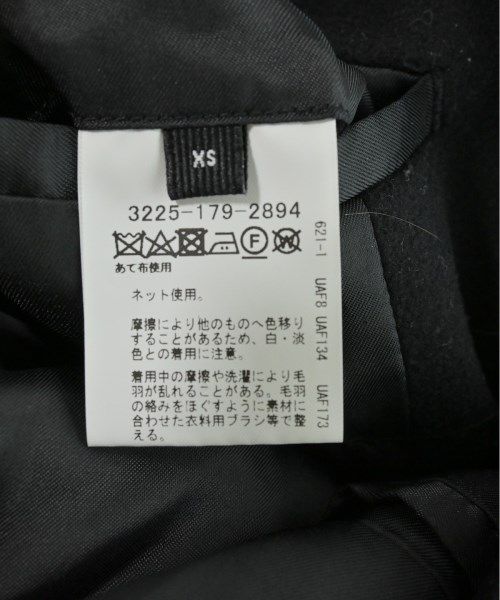 XS
3225-179-2894
F W
あて布使用
ネット使用。
摩擦により他のものへ色移り
することがあるため、白・淡
色との着用に注意。
着用中の摩擦や洗濯により毛
羽が乱れることがある。毛羽
の絡みをほぐすように素材に
合わせた衣料用ブラシ等で整
える。
621-1 UAF8 UAF134 UAF173